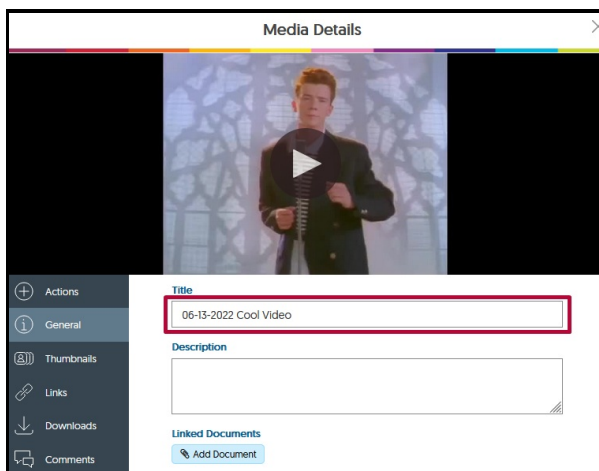 Media Details
Actions
General
Thumbnails
Links
Downloads
Comments
Title
06-13-2022 Cool Video
Description
Linked Documents
Add Document